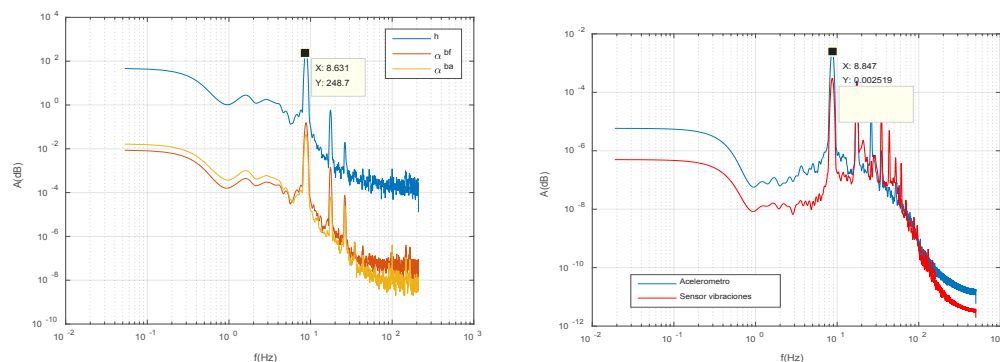 10^4
10^2
10^0
10^-2
10^-4
10^-6
10^-8
10^-10
A(dB)
h
α bf
α ba
X: 8.631
Y: 248.7
10^-2
10^-1
10^0
10^1
10^2
10^3
f(Hz)
10^-2
10^-4
10^-6
10^-8
10^-10
10^-12
A(dB)
X: 8.847
Y: 0.002519
Acelerometro
Sensor vibraciones
10^-2
10^-1
10^0
10^1
10^2
10
f(Hz)